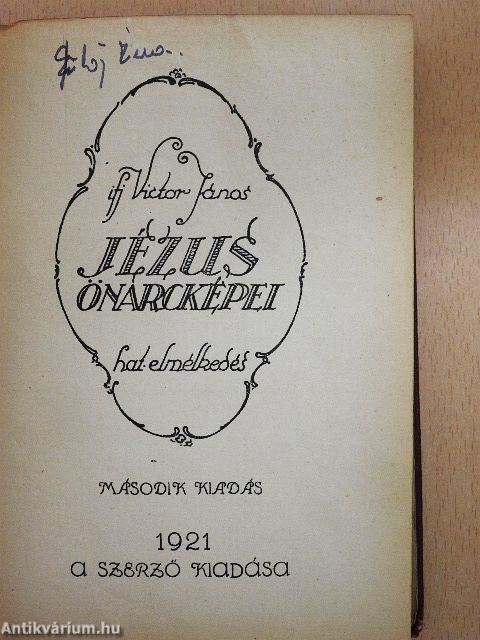 ifj Victor János
JÉZUS
ÖNARCKÉPEI
hat elmélkedés
MÁSODIK KIADÁS
1921
A SZERZŐ KIADÁSA
Antikvárium.hu